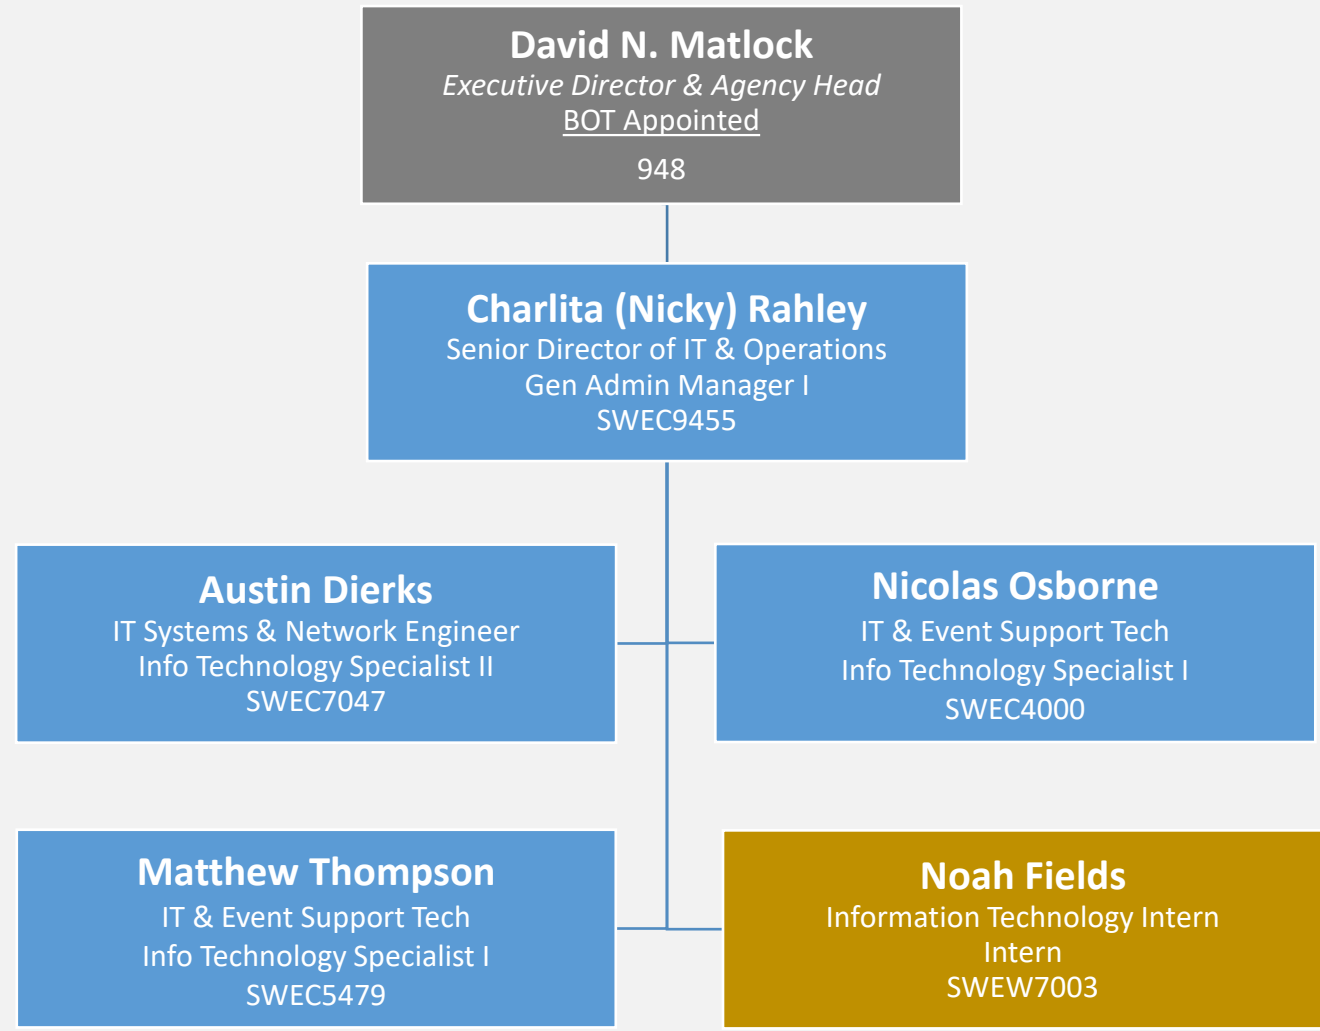 David N. Matlock
Executive Director & Agency Head
BOT Appointed
948
Charlita (Nicky) Rahley
Senior Director of IT & Operations
Gen Admin Manager I
SWEC9455
Austin Dierks
IT Systems & Network Engineer
Info Technology Specialist II
SWEC7047
Nicolas Osborne
IT & Event Support Tech
Info Technology Specialist I
SWEC4000
Matthew Thompson
IT & Event Support Tech
Info Technology Specialist I
SWEC5479
Noah Fields
Information Technology Intern
Intern
SWEW7003